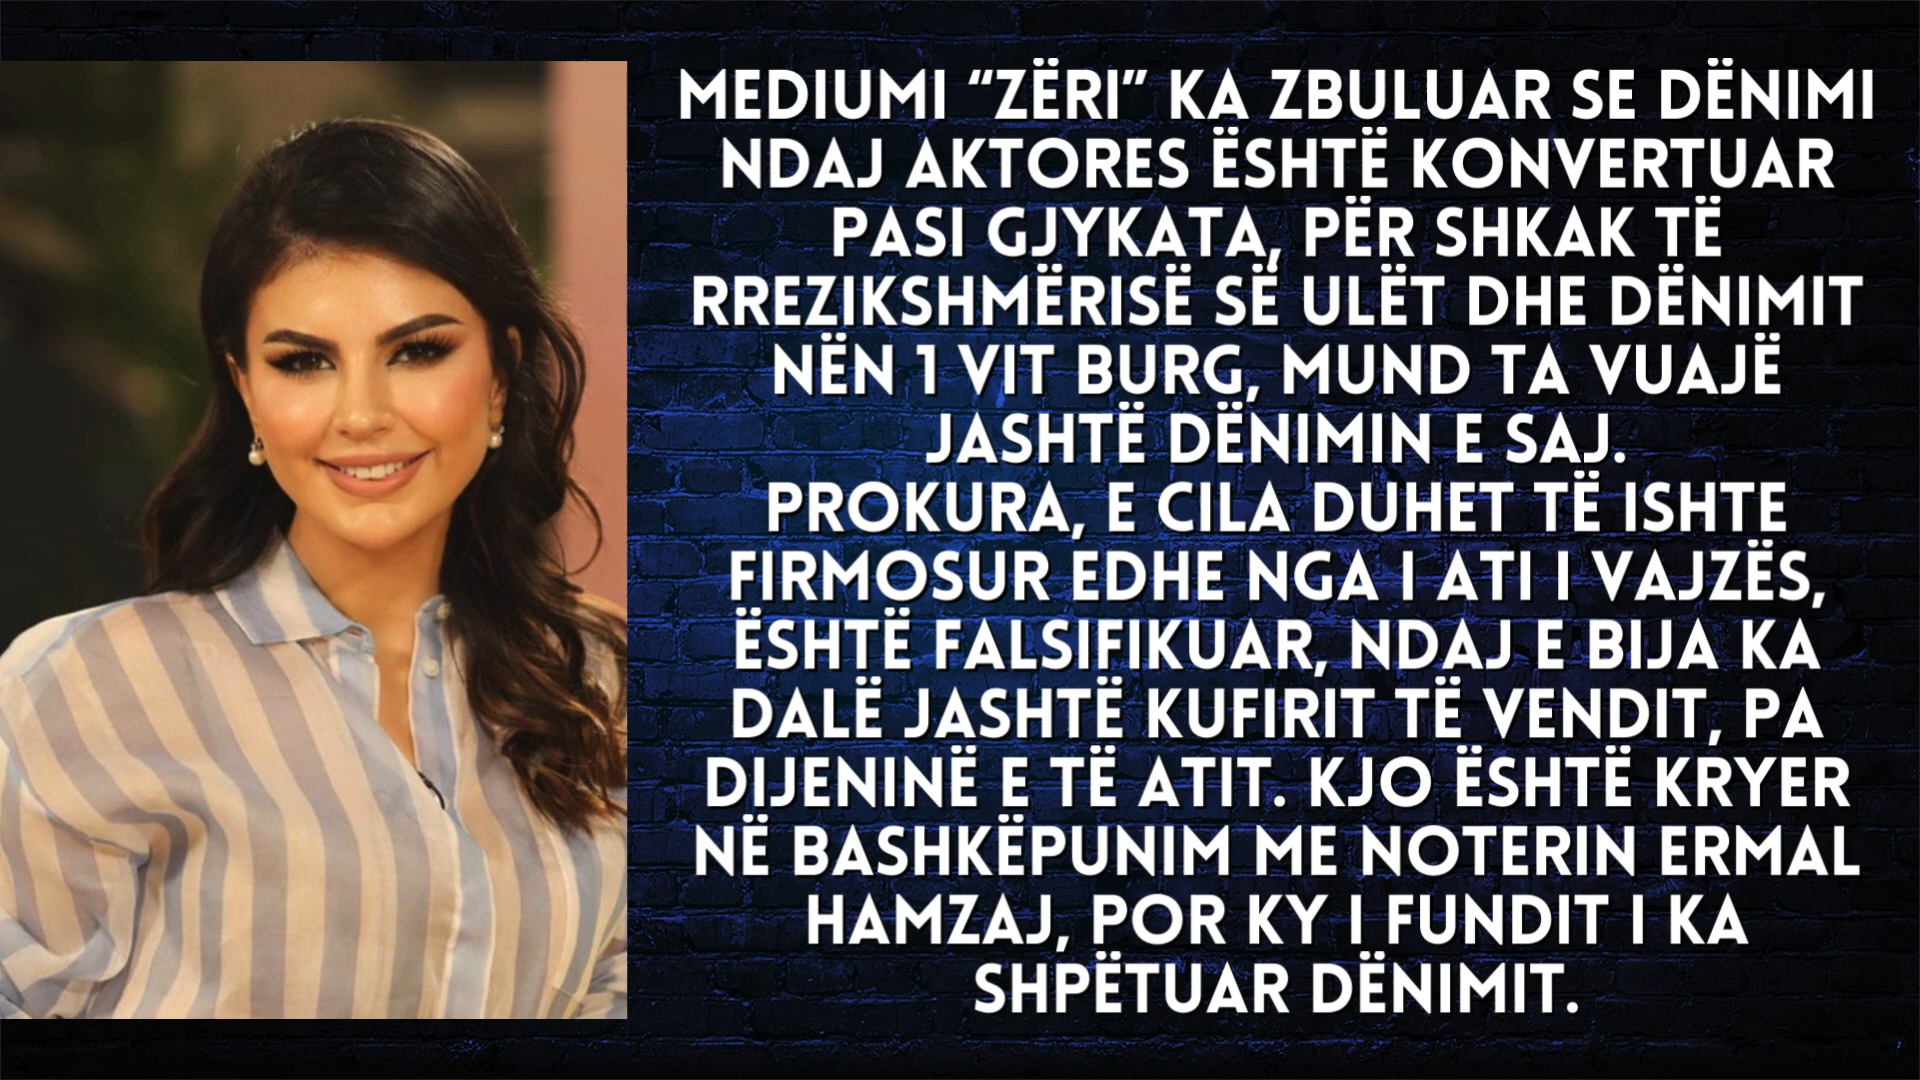 MEDIUMI “ZËRI” KA ZBULUAR SE DËNIMI
NDAJ AKTORES ËSHTË KONVERTUAR
PASI GJYKATA, PËR SHKAK TË
RREZIKSHMËRISË SË ULËT DHE DËNIMIT
NËN 1 VIT BURG, MUND TA VUAJË
JASHTË DËNIMIN E SAJ.
PROKURA, E CILA DUHET TË ISHTE
FIRMOSUR EDHE NGA I ATI I VAJZËS,
ËSHTË FALSIFIKUAR, NDAJ E BIJA KA
DALË JASHTË KUFIRIT TË VENDIT, PA
DIJENINË E TË ATIT. KJO ËSHTË KRYER
NË BASHKËPUNIM ME NOTERIN ERMAL
HAMZAJ, POR KY I FUNDIT I KA
SHPËTUAR DËNIMIT.